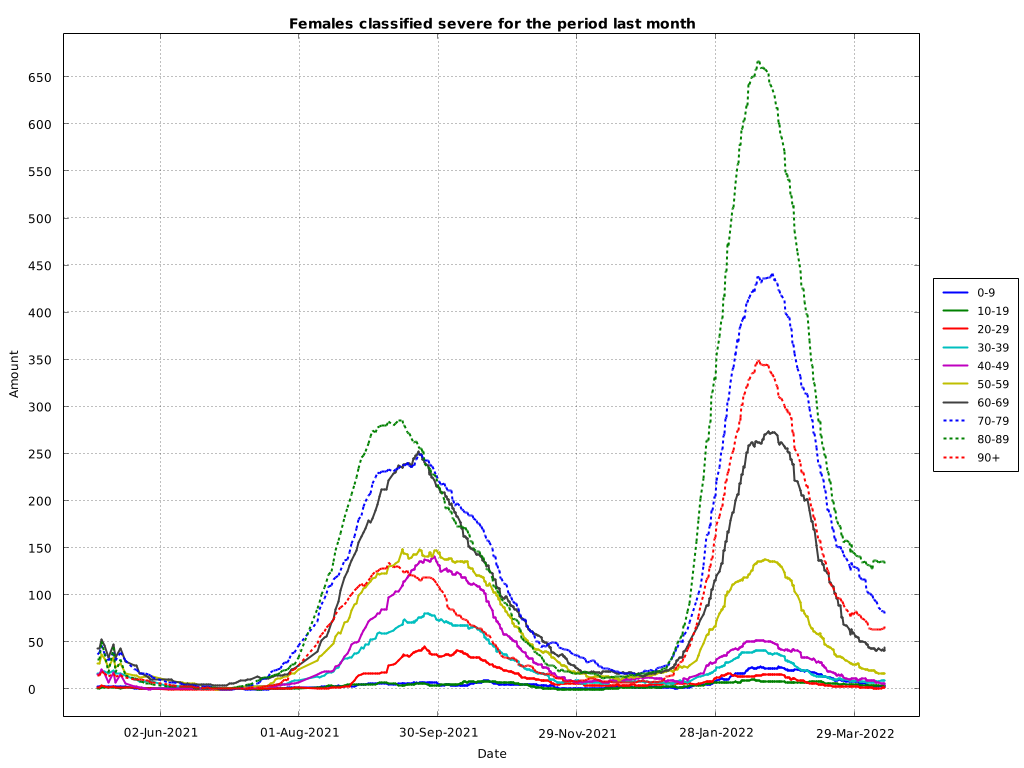 Females classified severe for the period last month
650
600
550
500
450
400
350
300
250
200
150
100
50
0
Amount
02-Jun-2021
01-Aug-2021
30-Sep-2021
29-Nov-2021
28-Jan-2022
29-Mar-2022
Date
0-9
10-19
20-29
30-39
40-49
50-59
60-69
70-79
80-89
90+